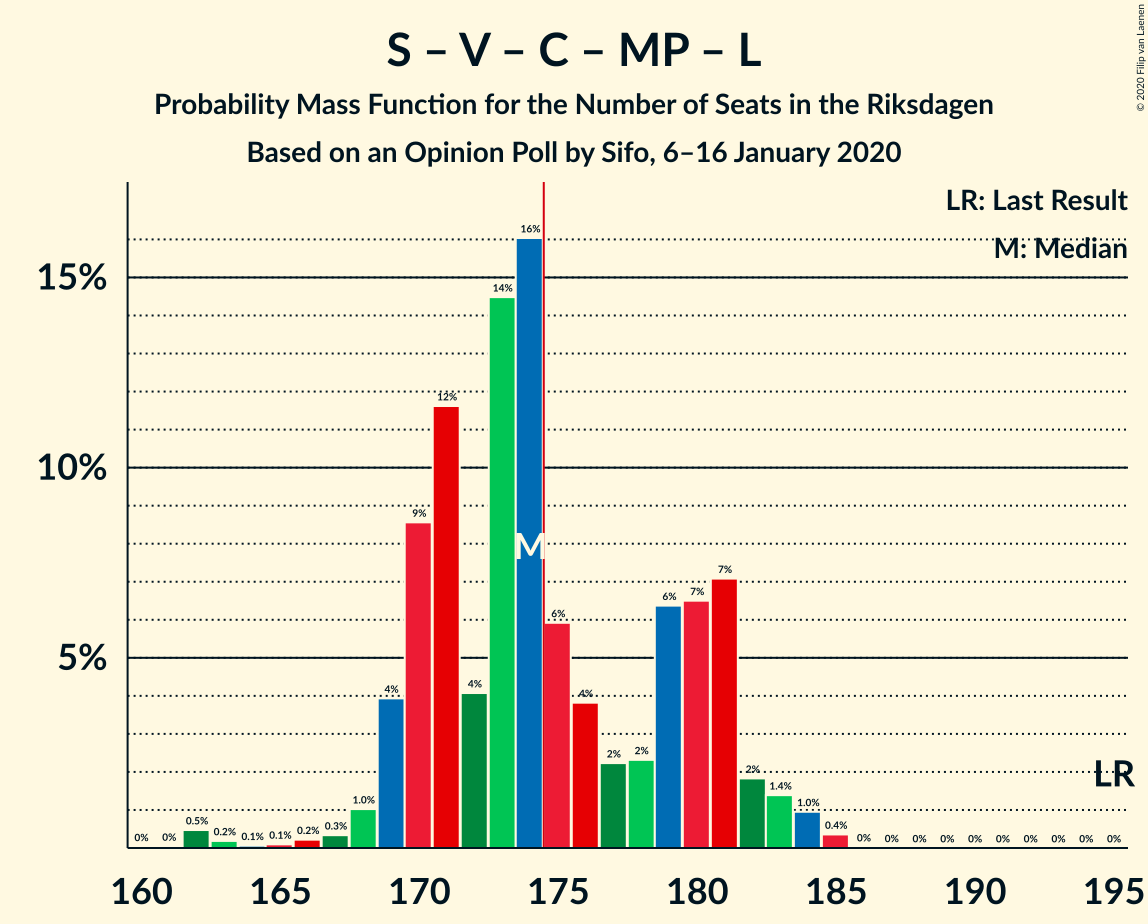 S – V – C – MP – L
Probability Mass Function for the Number of Seats in the Riksdagen
Based on an Opinion Poll by Sifo, 6–16 January 2020
© 2020 Filip van Laenen
LR: Last Result
M: Median
15%
10%
5%
0% 0% 0.5% 0.2% 0.1% 0.1% 0.2% 0.3% 1.0% 4% 9% 12% 4% 14% 16% 6% 4% 2% 2% 6% 7% 7% 2% 1.4% 1.0% 0.4% 0% 0% 0% 0% 0% 0% 0% 0% 0% 0%
M
LR
160 165 170 175 180 185 190 195